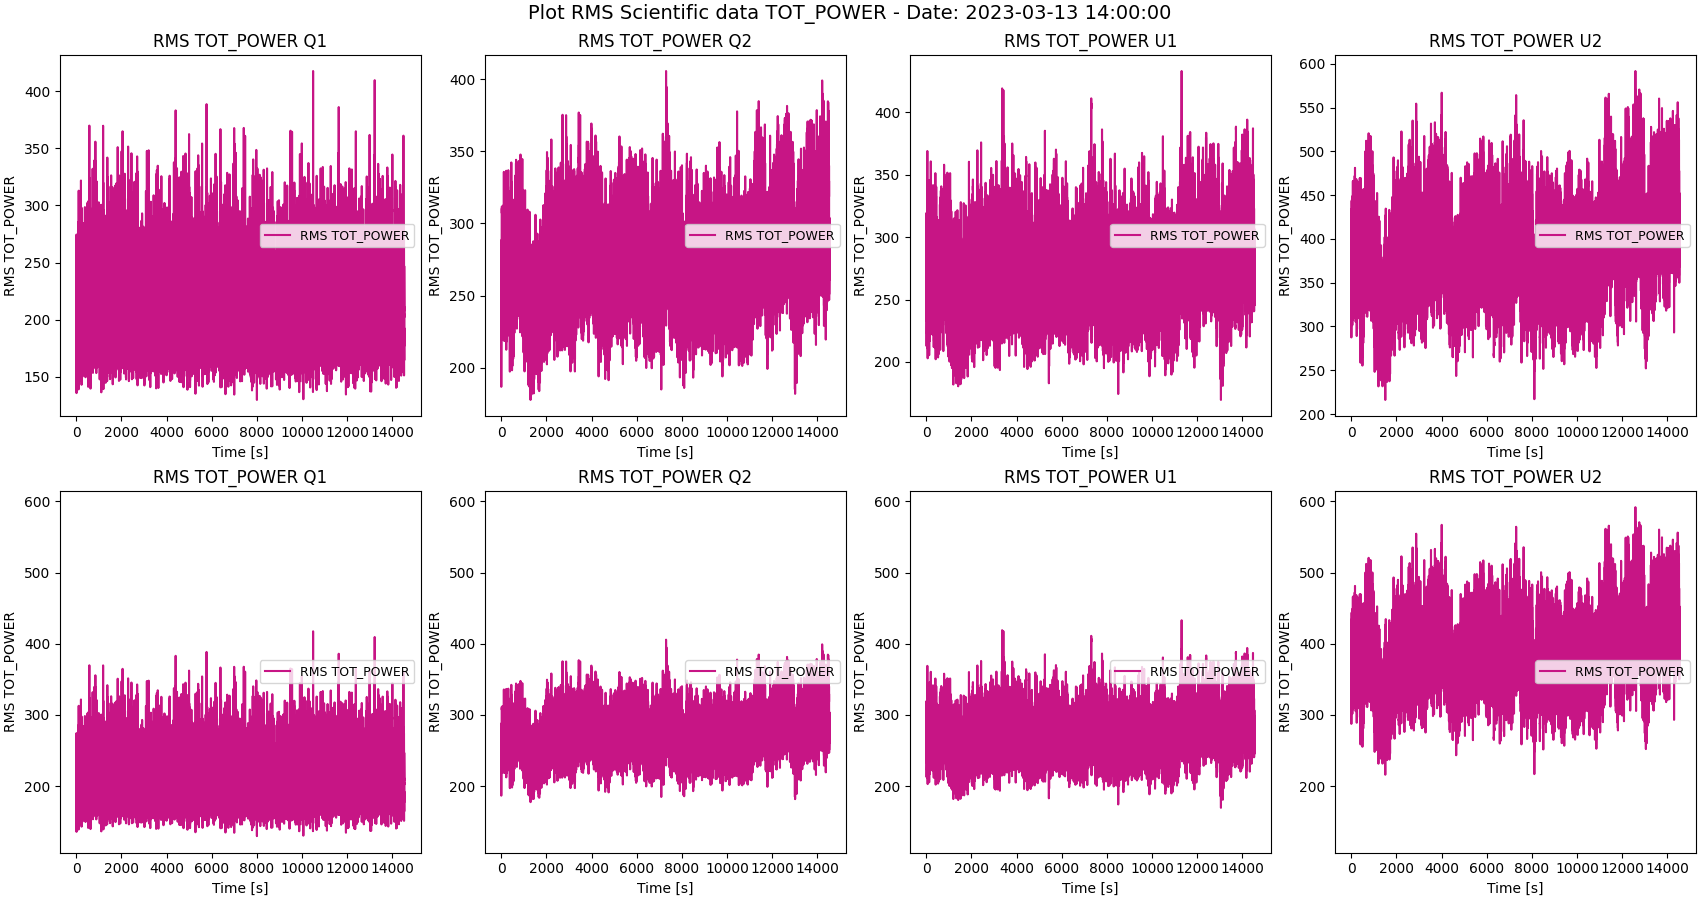 Plot RMS Scientific data TOT_POWER - Date: 2023-03-13 14:00:00
RMS TOT_POWER Q1
RMS TOT_POWER
400
350
300
250
200
150
RMS TOT_POWER
0 2000 4000 6000 8000 10000 12000 14000
Time [s]
RMS TOT_POWER Q2
RMS TOT_POWER
400
350
300
250
200
RMS TOT_POWER
0 2000 4000 6000 8000 10000 12000 14000
Time [s]
RMS TOT_POWER U1
RMS TOT_POWER
400
350
300
250
200
RMS TOT_POWER
0 2000 4000 6000 8000 10000 12000 14000
Time [s]
RMS TOT_POWER U2
RMS TOT_POWER
600
550
500
450
400
350
300
250
200
RMS TOT_POWER
0 2000 4000 6000 8000 10000 12000 14000
Time [s]
RMS TOT_POWER Q1
RMS TOT_POWER
600
500
400
300
200
RMS TOT_POWER
0 2000 4000 6000 8000 10000 12000 14000
Time [s]
RMS TOT_POWER Q2
RMS TOT_POWER
600
500
400
300
200
RMS TOT_POWER
0 2000 4000 6000 8000 10000 12000 14000
Time [s]
RMS TOT_POWER U1
RMS TOT_POWER
600
500
400
300
200
RMS TOT_POWER
0 2000 4000 6000 8000 10000 12000 14000
Time [s]
RMS TOT_POWER U2
RMS TOT_POWER
600
500
400
300
200
RMS TOT_POWER
0 2000 4000 6000 8000 10000 12000 14000
Time [s]